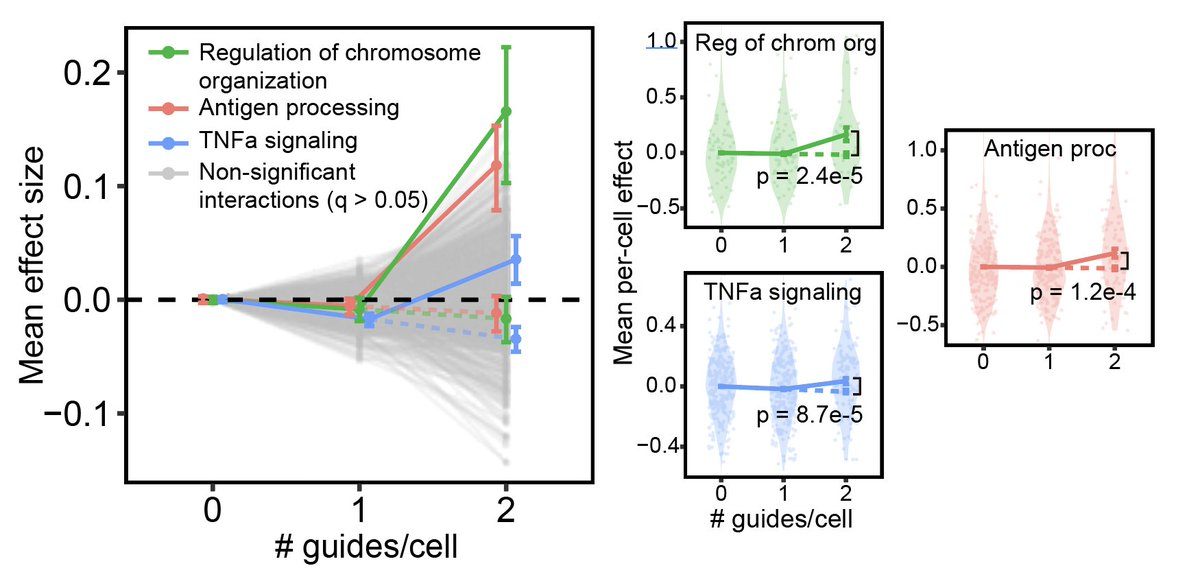 Mean effect size
0.2
0.1
0.0
−0.1
Regulation of chromosome
organization
Antigen processing
TNFa signaling
Non-significant
interactions (q > 0.05)
0 1 2
# guides/cell
Mean per-cell effect
1.0
0.5
0.0
−0.5
Reg of chrom org
p = 2.4e-5
0 1 2
0.4
0.0
−0.4
TNFa signaling
p = 8.7e-5
0 1 2
# guides/cell
1.0
0.5
0.0
−0.5
Antigen proc
p = 1.2e-4
0 1 2